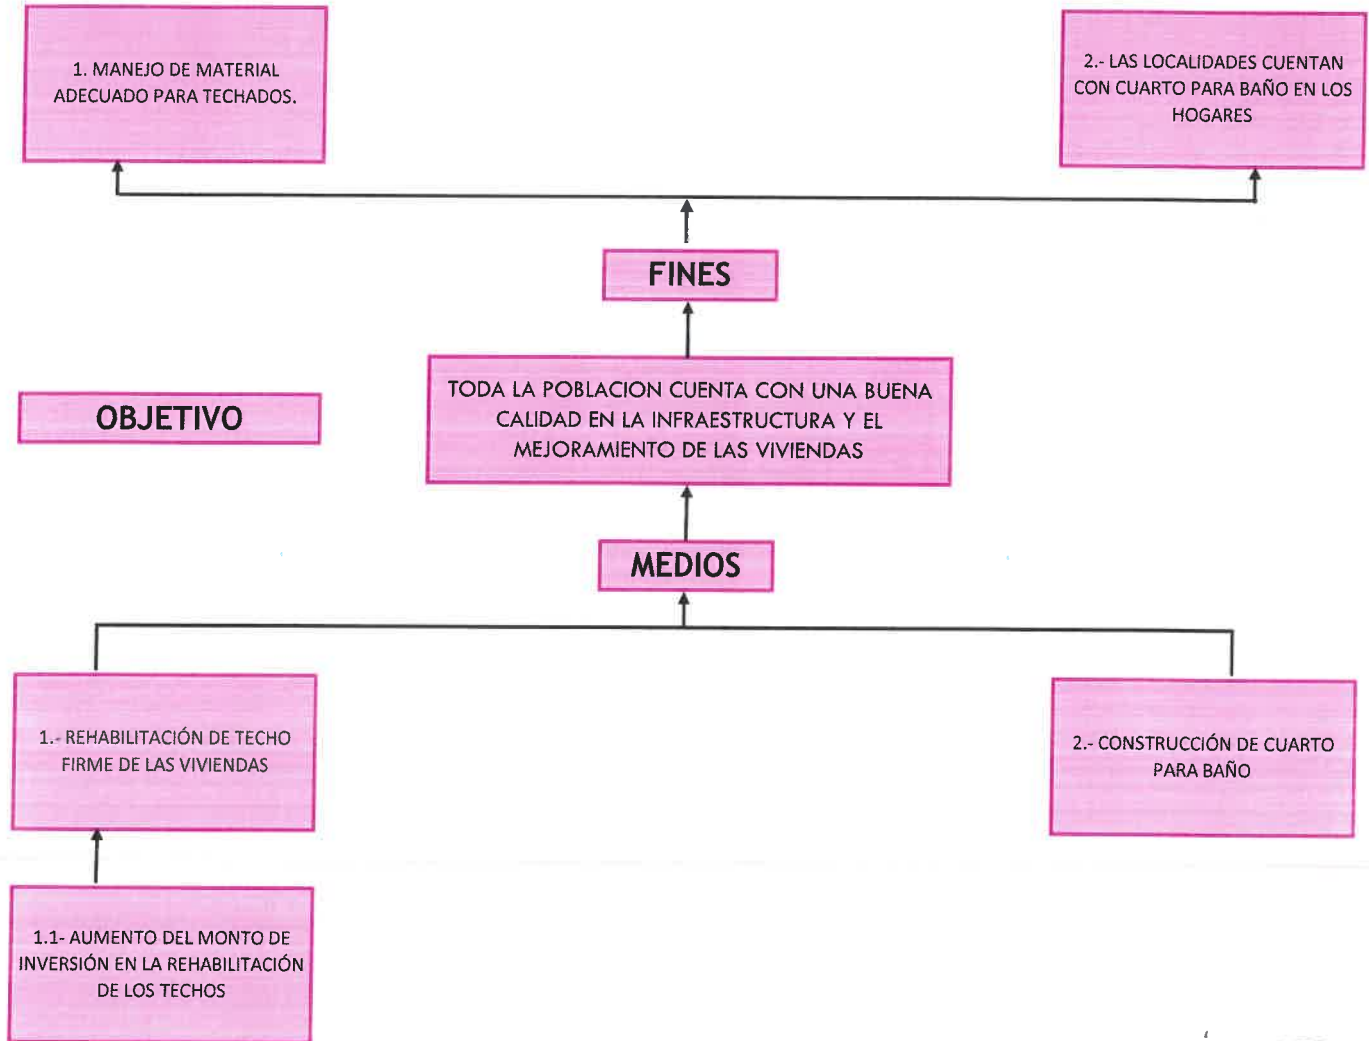 1. MANEJO DE MATERIAL
ADECUADO PARA TECHADOS.
2.- LAS LOCALIDADES CUENTAN
CON CUARTO PARA BAÑO EN LOS
HOGARES
FINES
TODA LA POBLACION CUENTA CON UNA BUENA
CALIDAD EN LA INFRAESTRUCTURA Y EL
MEJORAMIENTO DE LAS VIVIENDAS
OBJETIVO
MEDIOS
1.- REHABILITACIÓN DE TECHO
FIRME DE LAS VIVIENDAS
2.- CONSTRUCCIÓN DE CUARTO
PARA BAÑO
1.1- AUMENTO DEL MONTO DE
INVERSIÓN EN LA REHABILITACIÓN
DE LOS TECHOS